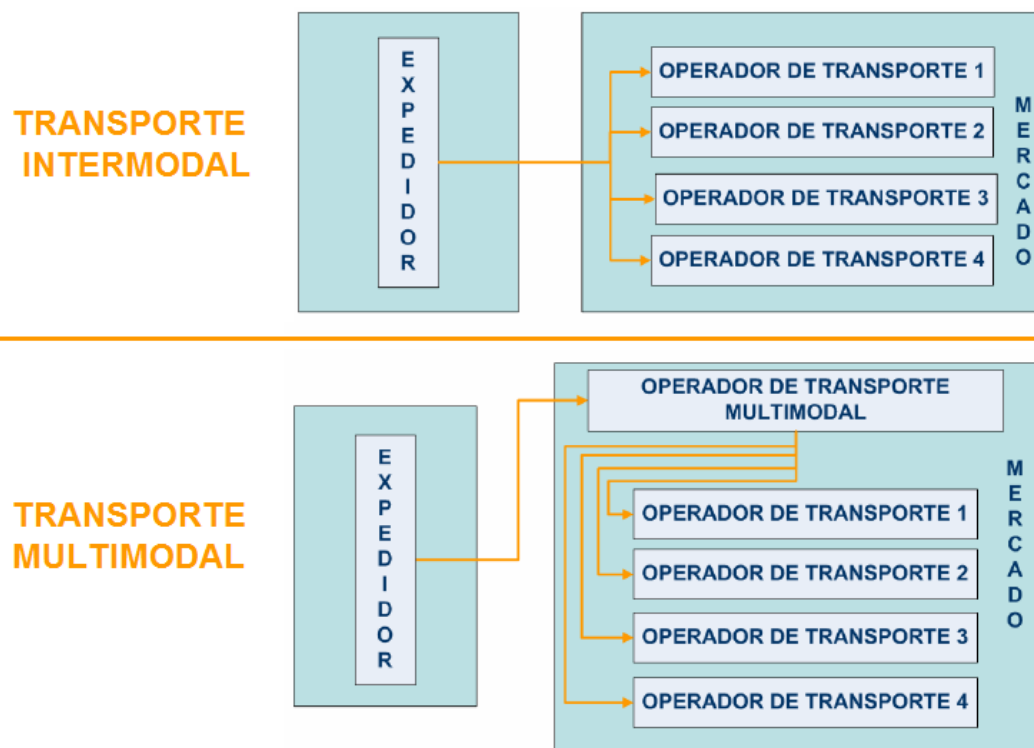 TRANSPORTE
INTERMODAL
EXPEDIDOR
OPERADOR DE TRANSPORTE 1
OPERADOR DE TRANSPORTE 2
OPERADOR DE TRANSPORTE 3
OPERADOR DE TRANSPORTE 4
MERCADO
TRANSPORTE
MULTIMODAL
EXPEDIDOR
OPERADOR DE TRANSPORTE
MULTIMODAL
OPERADOR DE TRANSPORTE 1
OPERADOR DE TRANSPORTE 2
OPERADOR DE TRANSPORTE 3
OPERADOR DE TRANSPORTE 4
MERCADO